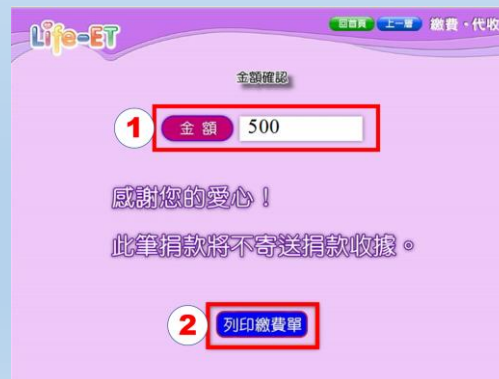 Life-ET
回首頁 上一層 繳費・代收
金額確認
1 金額 500
感謝您的愛心！
此筆捐款將不寄送捐款收據。
2 列印繳費單